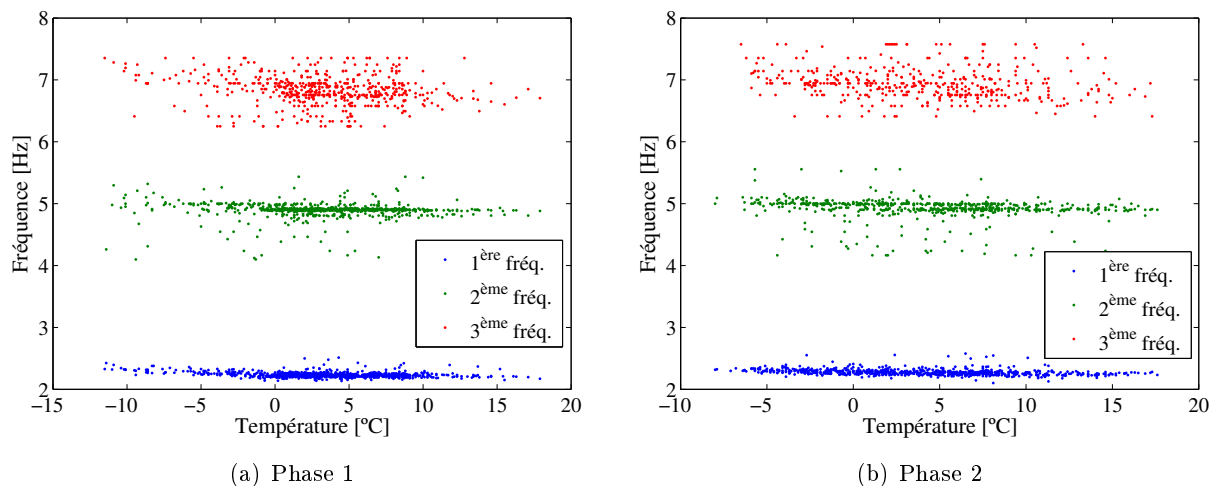 8
7
6
5
4
3
2
Fréquence [Hz]
−15 −10 −5 0 5 10 15 20
Température [ºC]
1ère fréq.
2ème fréq.
3ème fréq.
(a) Phase 1
8
7
6
5
4
3
2
Fréquence [Hz]
−10 −5 0 5 10 15 20
Température [ºC]
1ère fréq.
2ème fréq.
3ème fréq.
(b) Phase 2